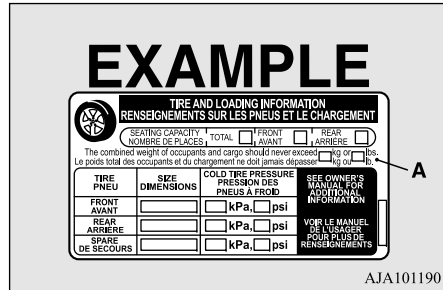 EXAMPLE
TIRE AND LOADING INFORMATION
RENSEIGNEMENTS SUR LES PNEUS ET LE CHARGEMENT
SEATING CAPACITY
NOMBRE DE PLACES
TOTAL
FRONT
AVANT
REAR
ARRIÈRE
The combined weight of occupants and cargo should never exceed kg or lbs.
Le poids total des occupants et du chargement ne doit jamais dépasser kg ou lb.
A
TIRE
PNEU
SIZE
DIMENSIONS
COLD TIRE PRESSURE
PRESSION DES
PNEUS À FROID
SEE OWNER'S
MANUAL FOR
ADDITIONAL
INFORMATION
FRONT
AVANT
kPa, psi
REAR
ARRIÈRE
kPa, psi
SPARE
DE SECOURS
kPa, psi
VOIR LE MANUEL
DE L'USAGER
POUR PLUS DE
RENSEIGNEMENTS
AJA101190